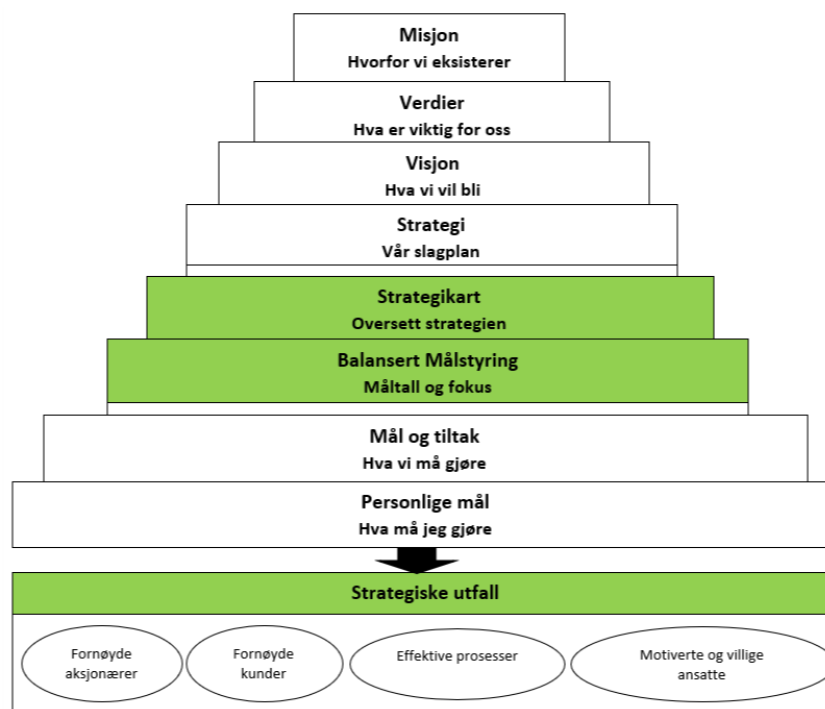 Misjon
Hvorfor vi eksisterer
Verdier
Hva er viktig for oss
Visjon
Hva vi vil bli
Strategi
Vår slagplan
Strategikart
Oversett strategien
Balansert Målstyring
Måltall og fokus
Mål og tiltak
Hva vi må gjøre
Personlige mål
Hva må jeg gjøre
Strategiske utfall
Fornøyde
aksjonærer
Fornøyde
kunder
Effektive prosesser
Motiverte og villige
ansatte